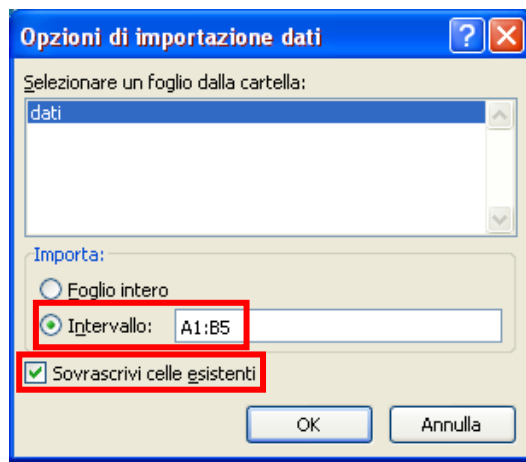 Opzioni di importazione dati
Selezionare un foglio dalla cartella:
dati
Importa:
Foglio intero
Intervallo: A1:B5
Sovrascrivi celle esistenti
OK Annulla